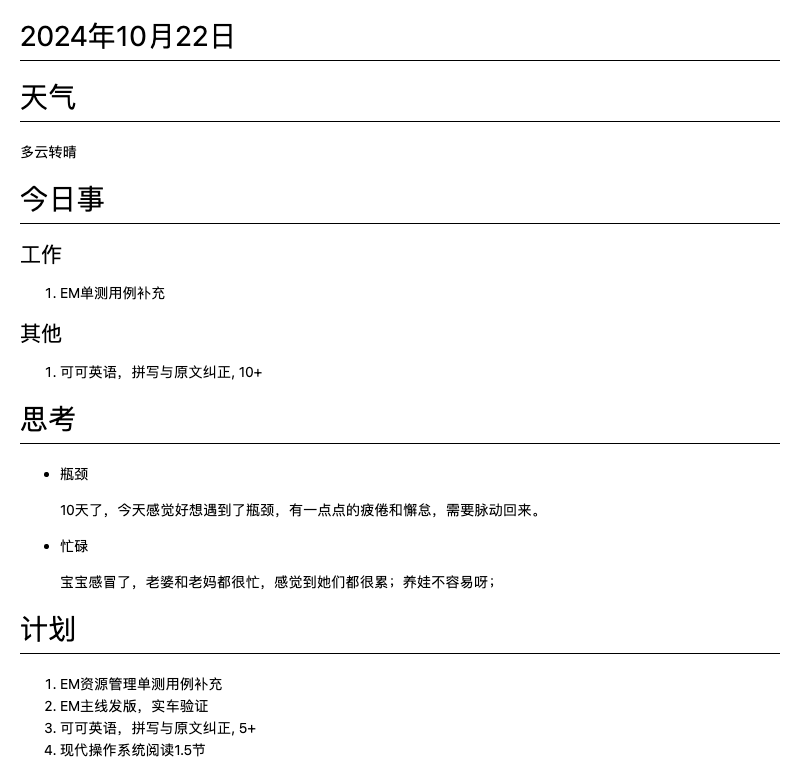 2024年10月22日
天气
多云转晴
今日事
工作
1. EM单测用例补充
其他
1. 可可英语，拼写与原文纠正, 10+
思考
• 瓶颈
10天了，今天感觉好想遇到了瓶颈，有一点点的疲倦和懈怠，需要脉动回来。
• 忙碌
宝宝感冒了，老婆和老妈都很忙，感觉到她们都很累；养娃不容易呀；
计划
1. EM资源管理单测用例补充
2. EM主线发版，实车验证
3. 可可英语，拼写与原文纠正, 5+
4. 现代操作系统阅读1.5节